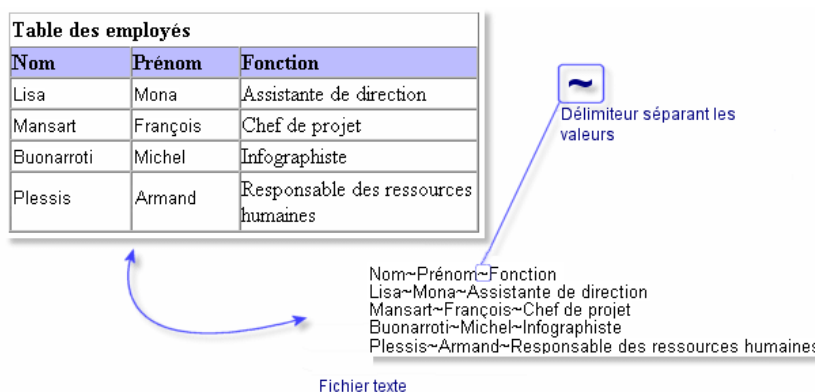 Table des employés
Nom Prénom Fonction
Lisa Mona Assistante de direction
Mansart François Chef de projet
Buonarroti Michel Infographiste
Plessis Armand Responsable des ressources
humaines
~
Délimiteur séparant les
valeurs
Nom~Prénom~Fonction
Lisa~Mona~Assistante de direction
Mansart~François~Chef de projet
Buonarroti~Michel~Infographiste
Plessis~Armand~Responsable des ressources humaines
Fichier texte